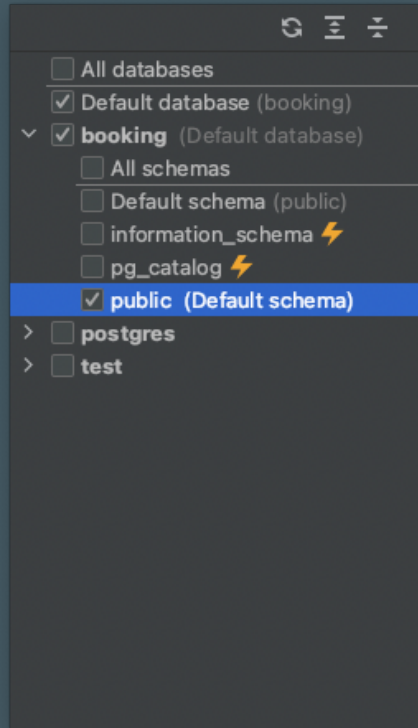 All databases
Default database (booking)
booking (Default database)
All schemas
Default schema (public)
information_schema
pg_catalog
public (Default schema)
postgres
test